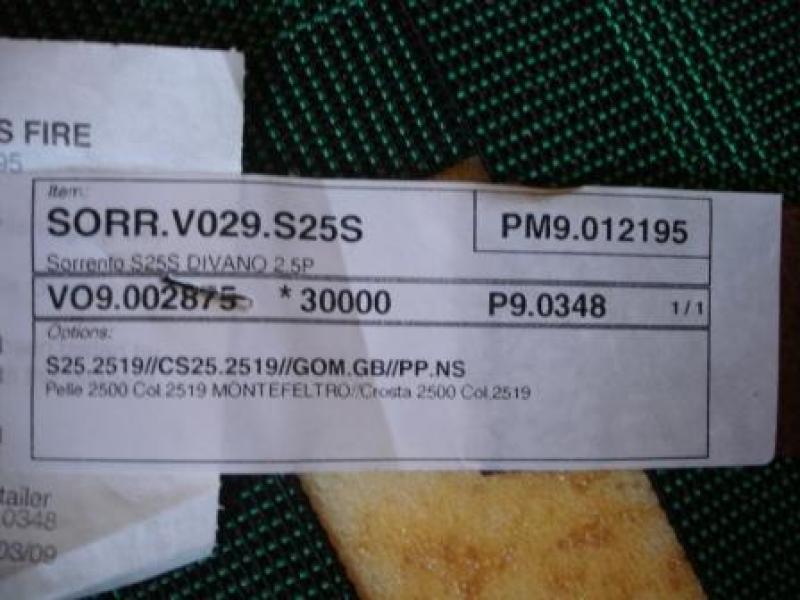 S FIRE
95
Item:
SORR.V029.S25S
PM9.012195
Sorrento S25S DIVANO 2,5P
VO9.002875 * 30000 P9.0348 1/1
Options:
S25.2519//CS25.2519//GOM.GB//PP.NS
Pelle 2500 Col.2519 MONTEFELTRO//Crosta 2500 Col.2519
tailer
0348
03/09